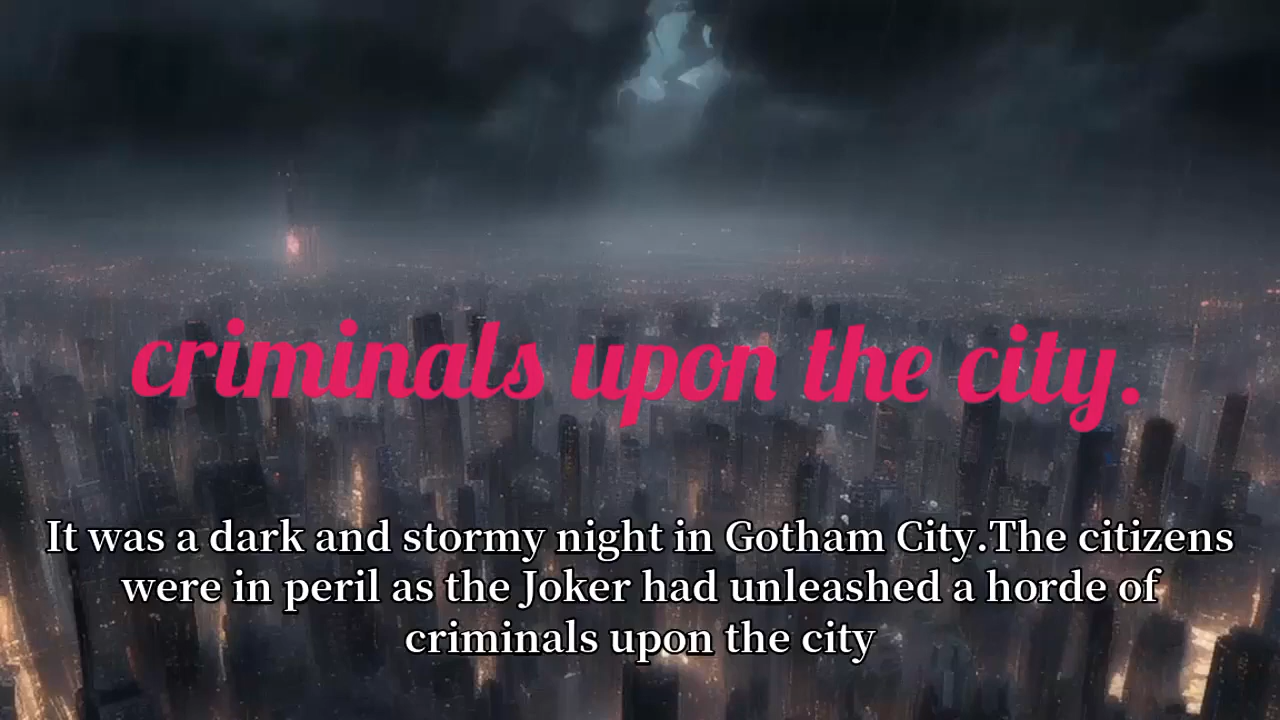 criminals upon the city.
It was a dark and stormy night in Gotham City.The citizens
were in peril as the Joker had unleashed a horde of
criminals upon the city